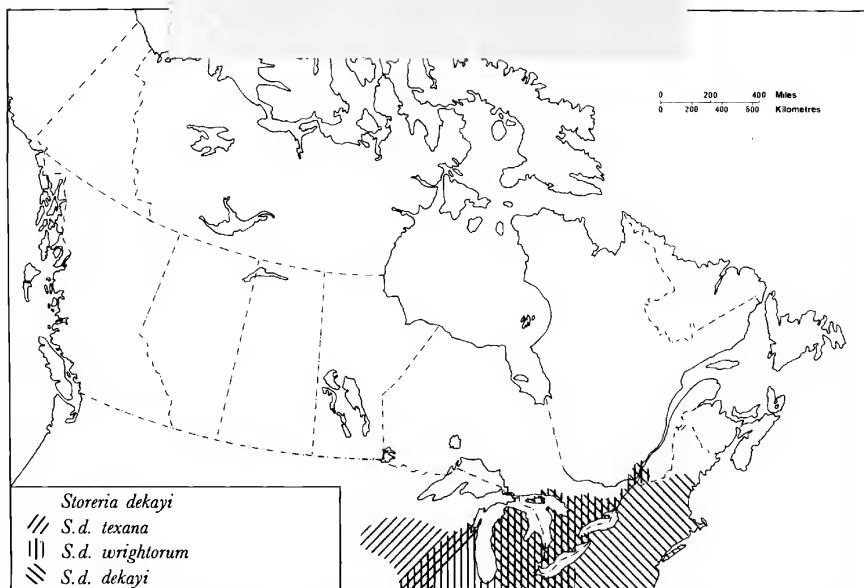 0 200 400 Miles
0 200 400 600 Kilometres
Storeria dekayi
S.d. texana
S.d. wrightorum
S.d. dekayi